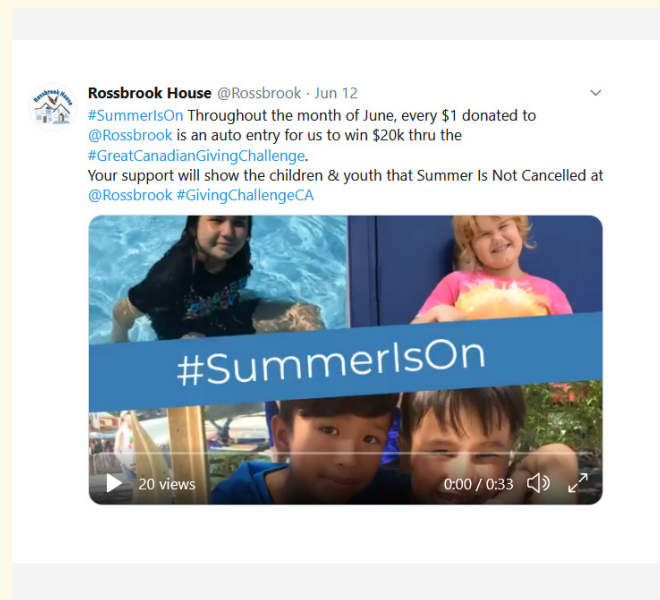 Rossbrook House
Rossbrook House @Rossbrook · Jun 12
#SummerIsOn Throughout the month of June, every $1 donated to
@Rossbrook is an auto entry for us to win $20k thru the
#GreatCanadianGivingChallenge.
Your support will show the children & youth that Summer Is Not Cancelled at
@Rossbrook #GivingChallengeCA
#SummerIsOn
20 views
0:00 / 0:33